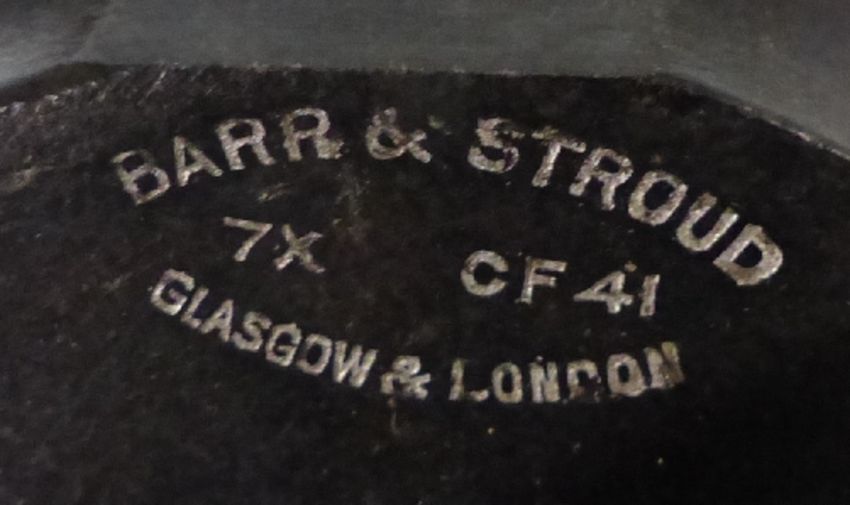 BARR & STROUD
7X CF 41
GLASGOW & LONDON